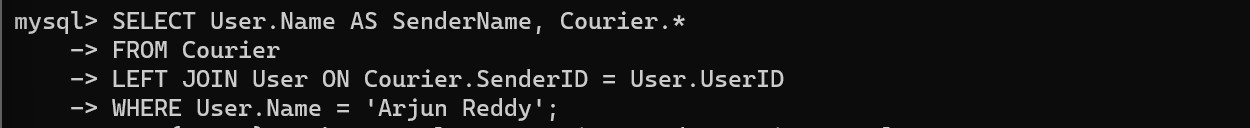 mysql> SELECT User.Name AS SenderName, Courier.*
    -> FROM Courier
    -> LEFT JOIN User ON Courier.SenderID = User.UserID
    -> WHERE User.Name = 'Arjun Reddy';